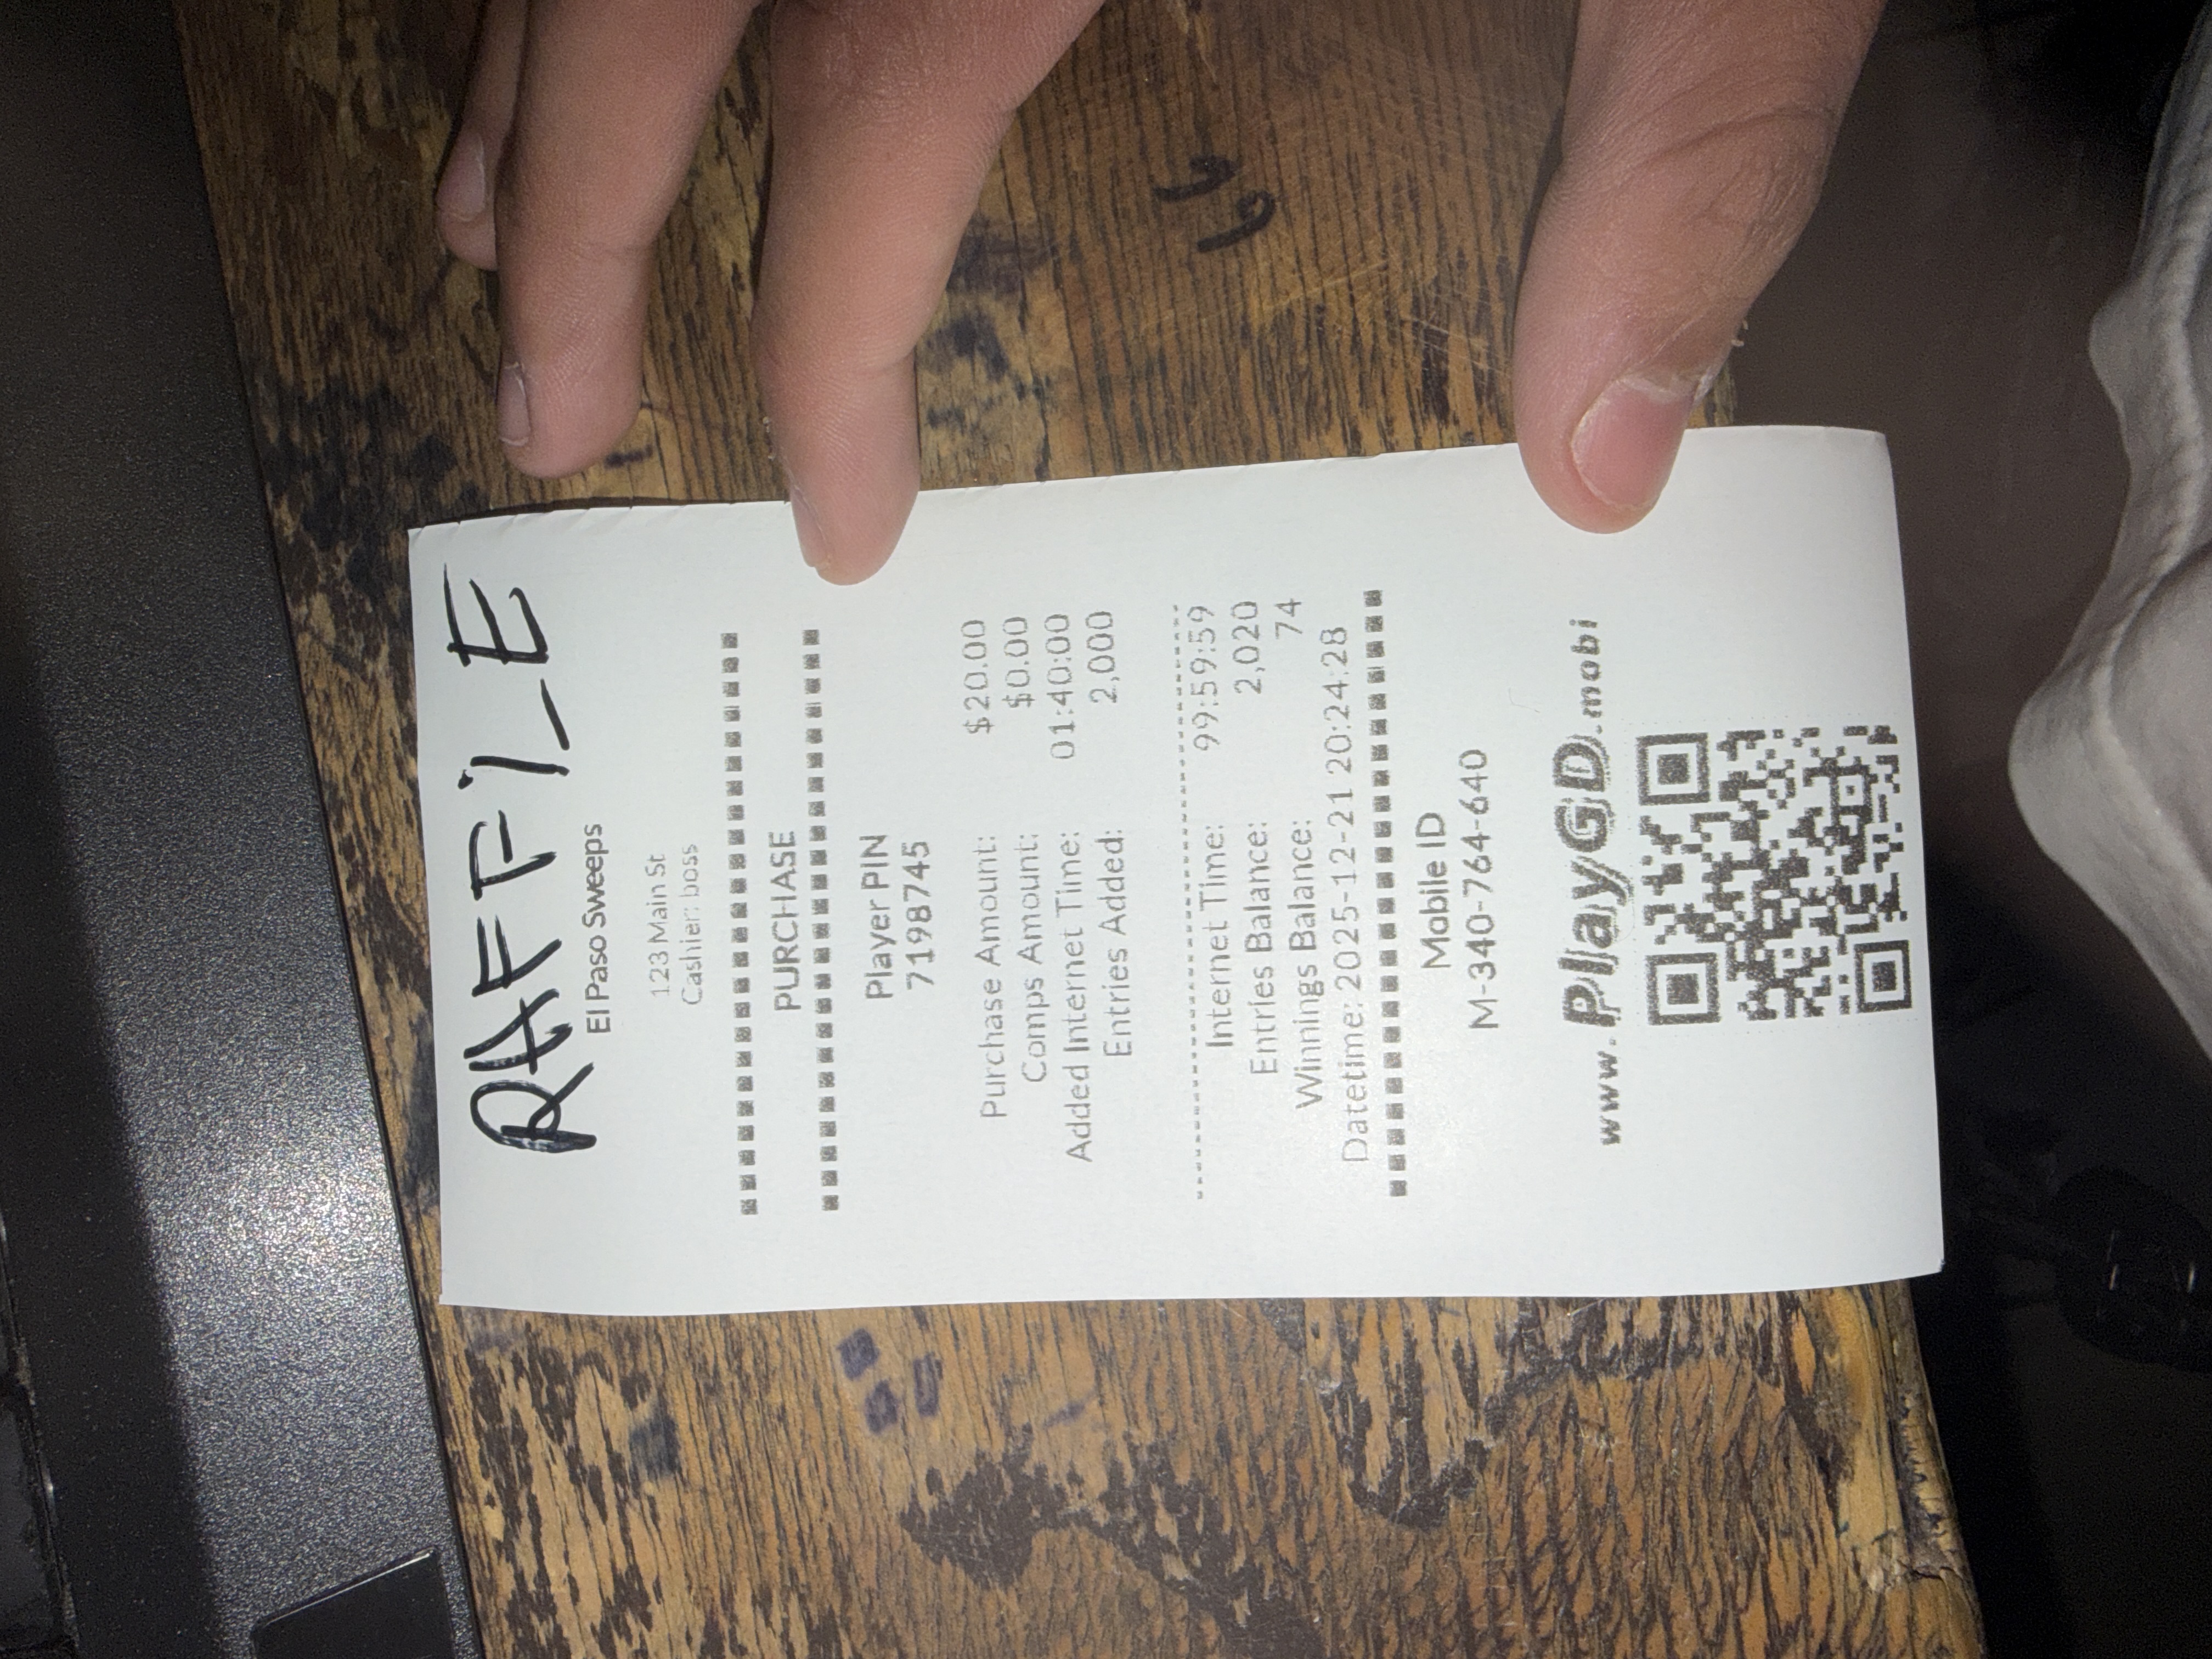 RAFFLE
El Paso Sweeps
123 Main St
Cashier: boss
PURCHASE
Player PIN
7198745
Purchase Amount: $20.00
Comps Amount: $0.00
Added Internet Time: 01:40:00
Entries Added: 2,000
Internet Time: 99:59:59
Entries Balance: 2,020
Winnings Balance: 74
Datetime: 2025-12-21 20:24:28
Mobile ID
M-340-764-640
www.PlayGD.mobi